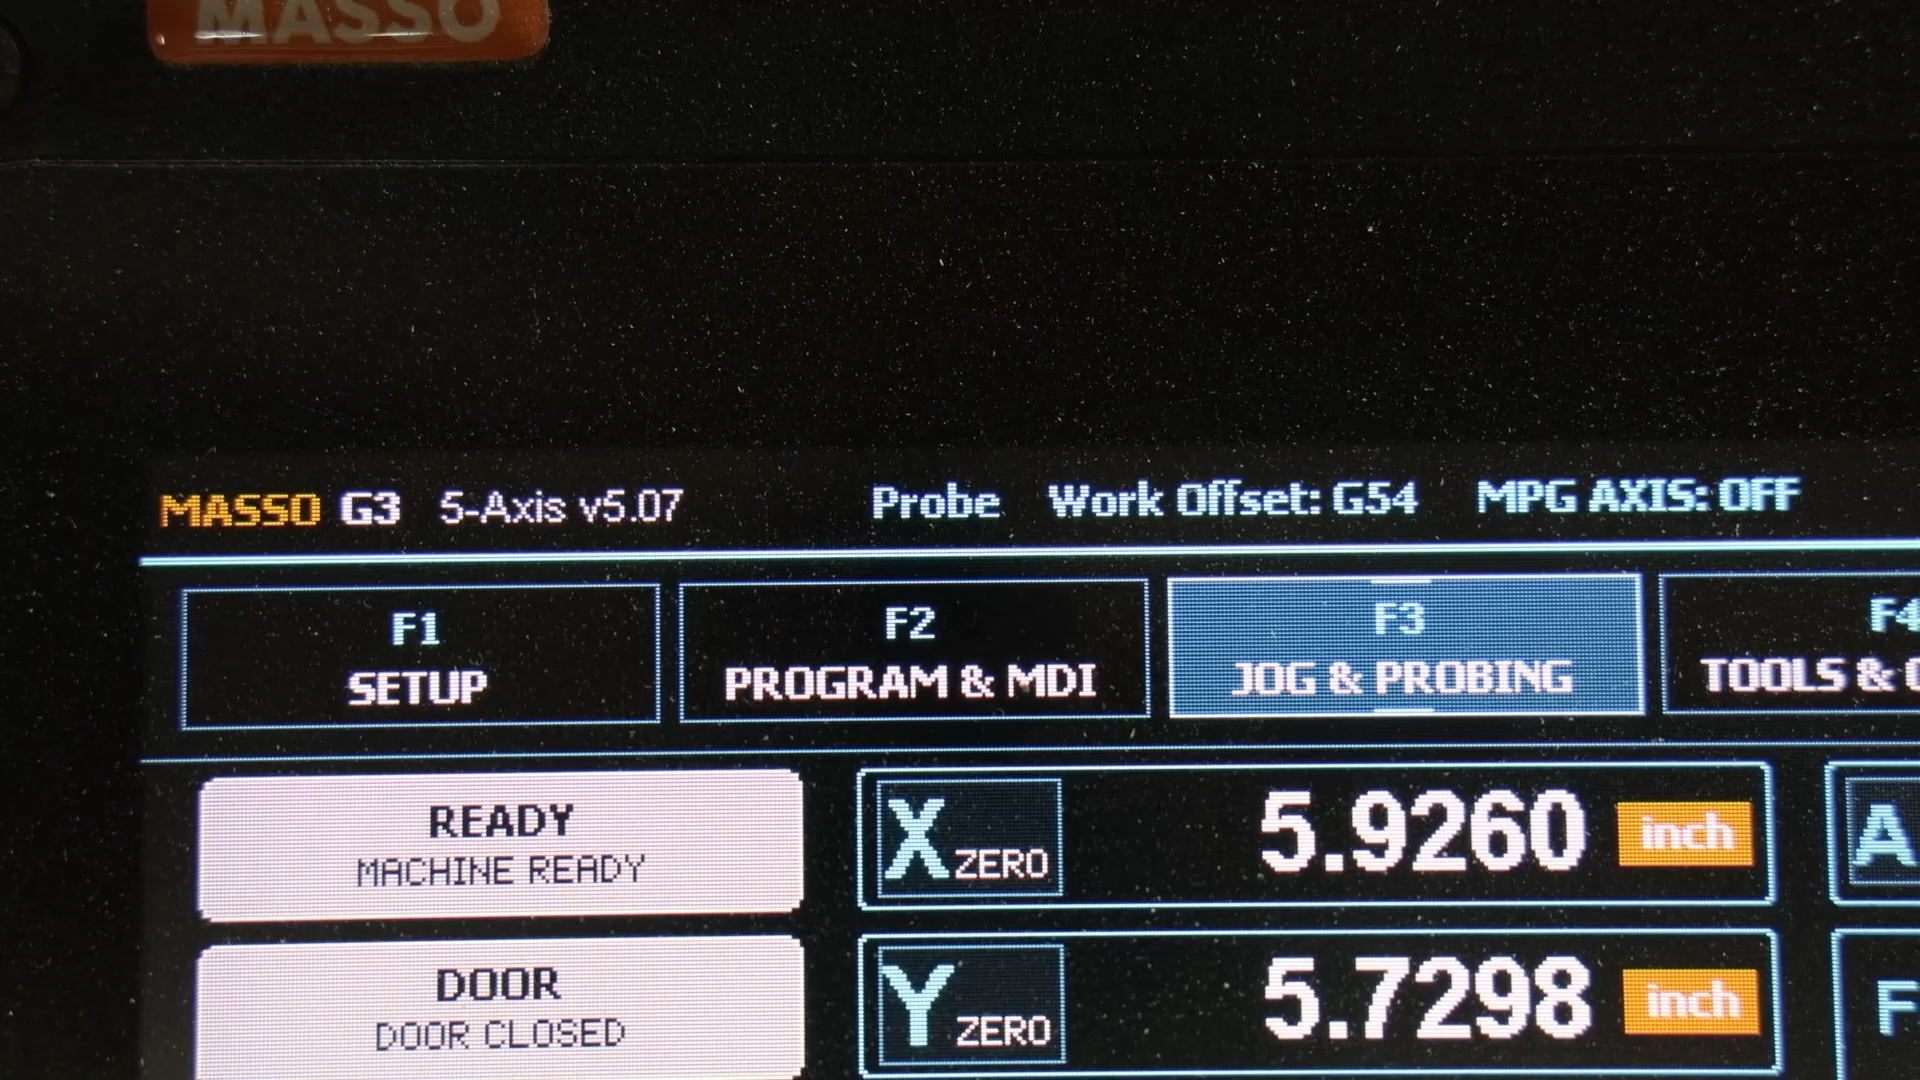 MASSO
MASSO G3 5-Axis v5.07 Probe Work Offset: G54 MPG AXIS: OFF
F1
SETUP
F2
PROGRAM & MDI
F3
JOG & PROBING
F4
TOOLS &
READY
MACHINE READY
X ZERO 5.9260 inch
A
DOOR
DOOR CLOSED
Y ZERO 5.7298 inch
F